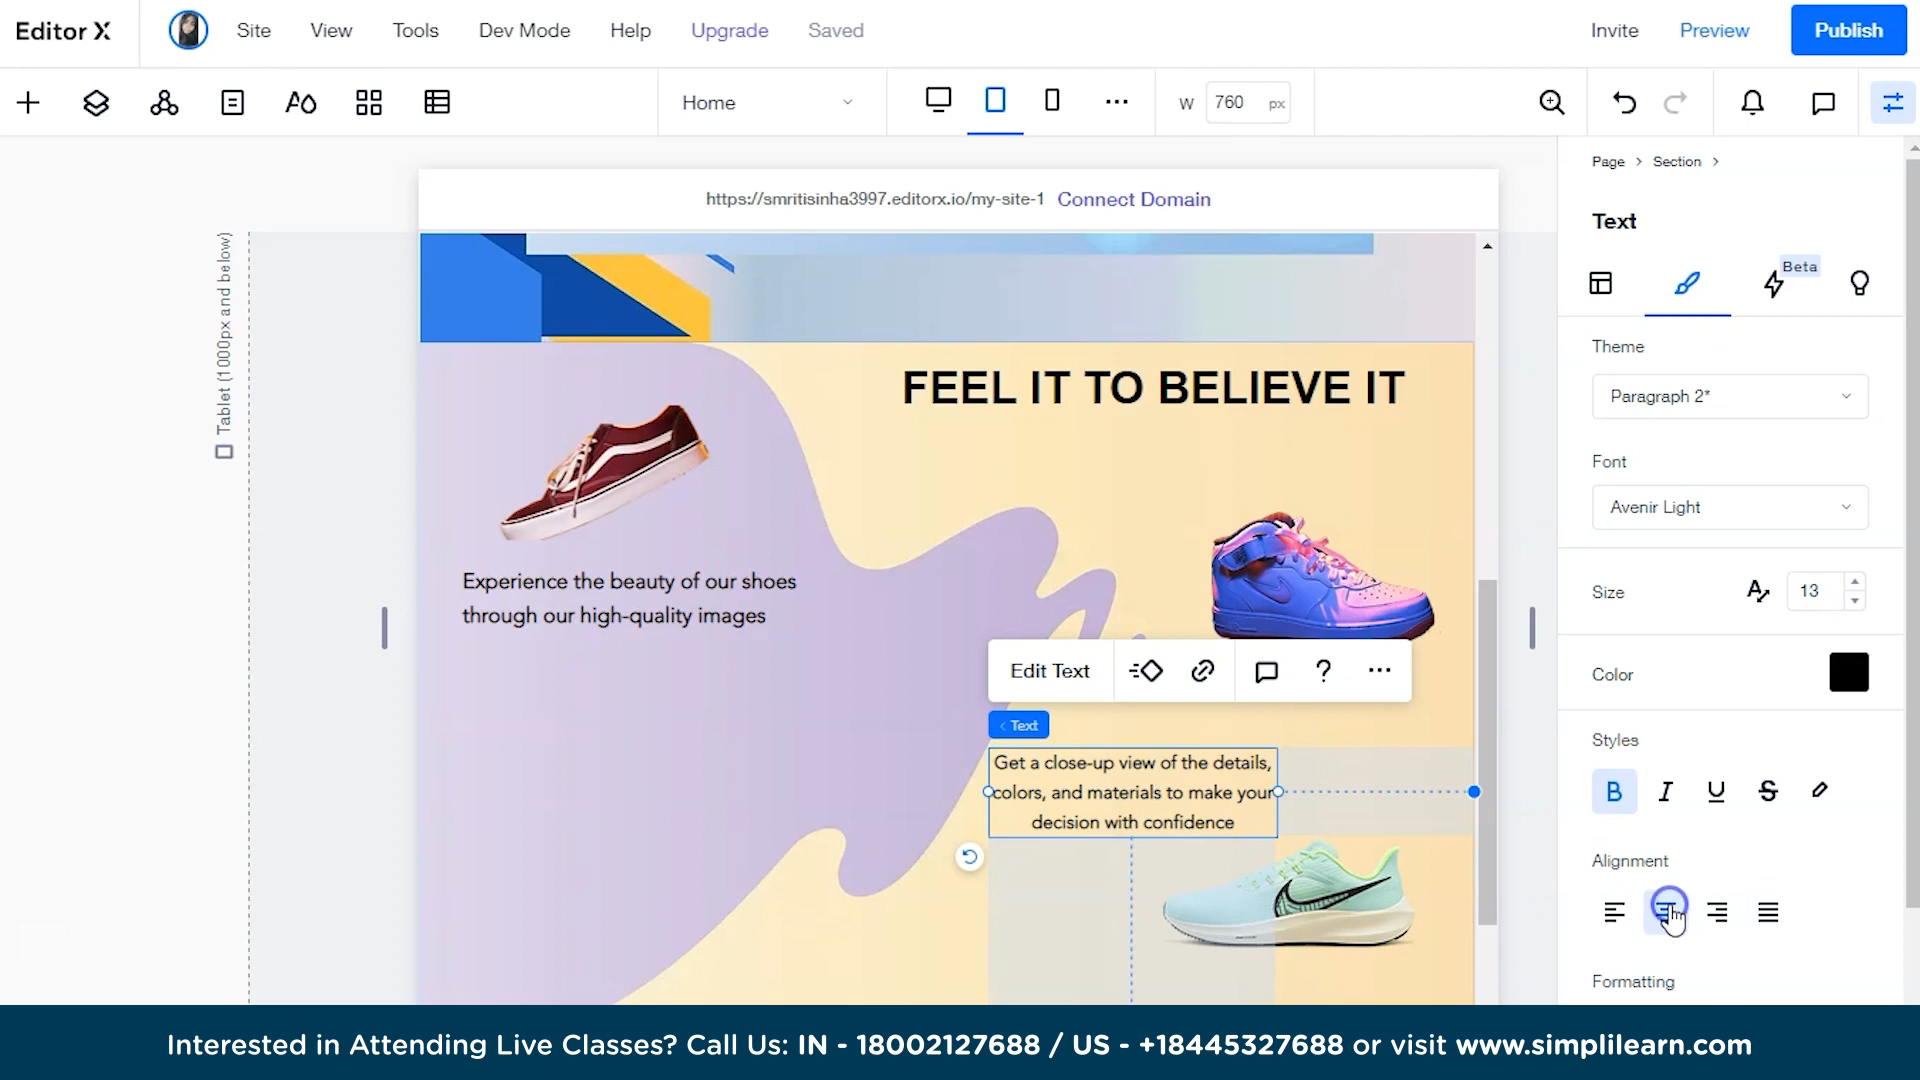 Editor X
Site
View
Tools
Dev Mode
Help
Upgrade
Saved
Invite
Preview
Publish
Home
W
760
px
Page > Section >
https://smritisinha3997.editorx.io/my-site-1 Connect Domain
Tablet (1000px and below)
Text
Beta
Theme
Paragraph 2*
Font
Avenir Light
Size
13
Color
Styles
B
I
U
S
Alignment
Formatting
FEEL IT TO BELIEVE IT
Experience the beauty of our shoes
through our high-quality images
Edit Text
?
< Text
Get a close-up view of the details,
colors, and materials to make your
decision with confidence
Interested in Attending Live Classes? Call Us: IN - 18002127688 / US - +18445327688 or visit www.simplilearn.com